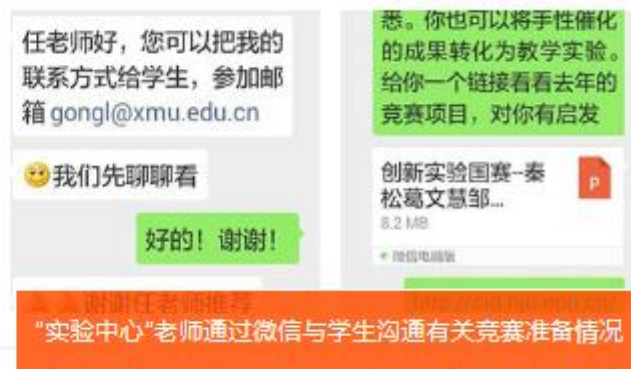 任老师好，您可以把我的
联系方式给学生，参加邮
箱 gongl@xmu.edu.cn
我们先聊聊看
好的！谢谢！
谢谢任老师推荐
悉。你也可以将手性催化
的成果转化为教学实验。
给你一个链接看看去年的
竞赛项目，对你有启发
创新实验国赛--秦
松葛文慧邹...
P
8.2 MB
微信电脑版
“实验中心”老师通过微信与学生沟通有关竞赛准备情况